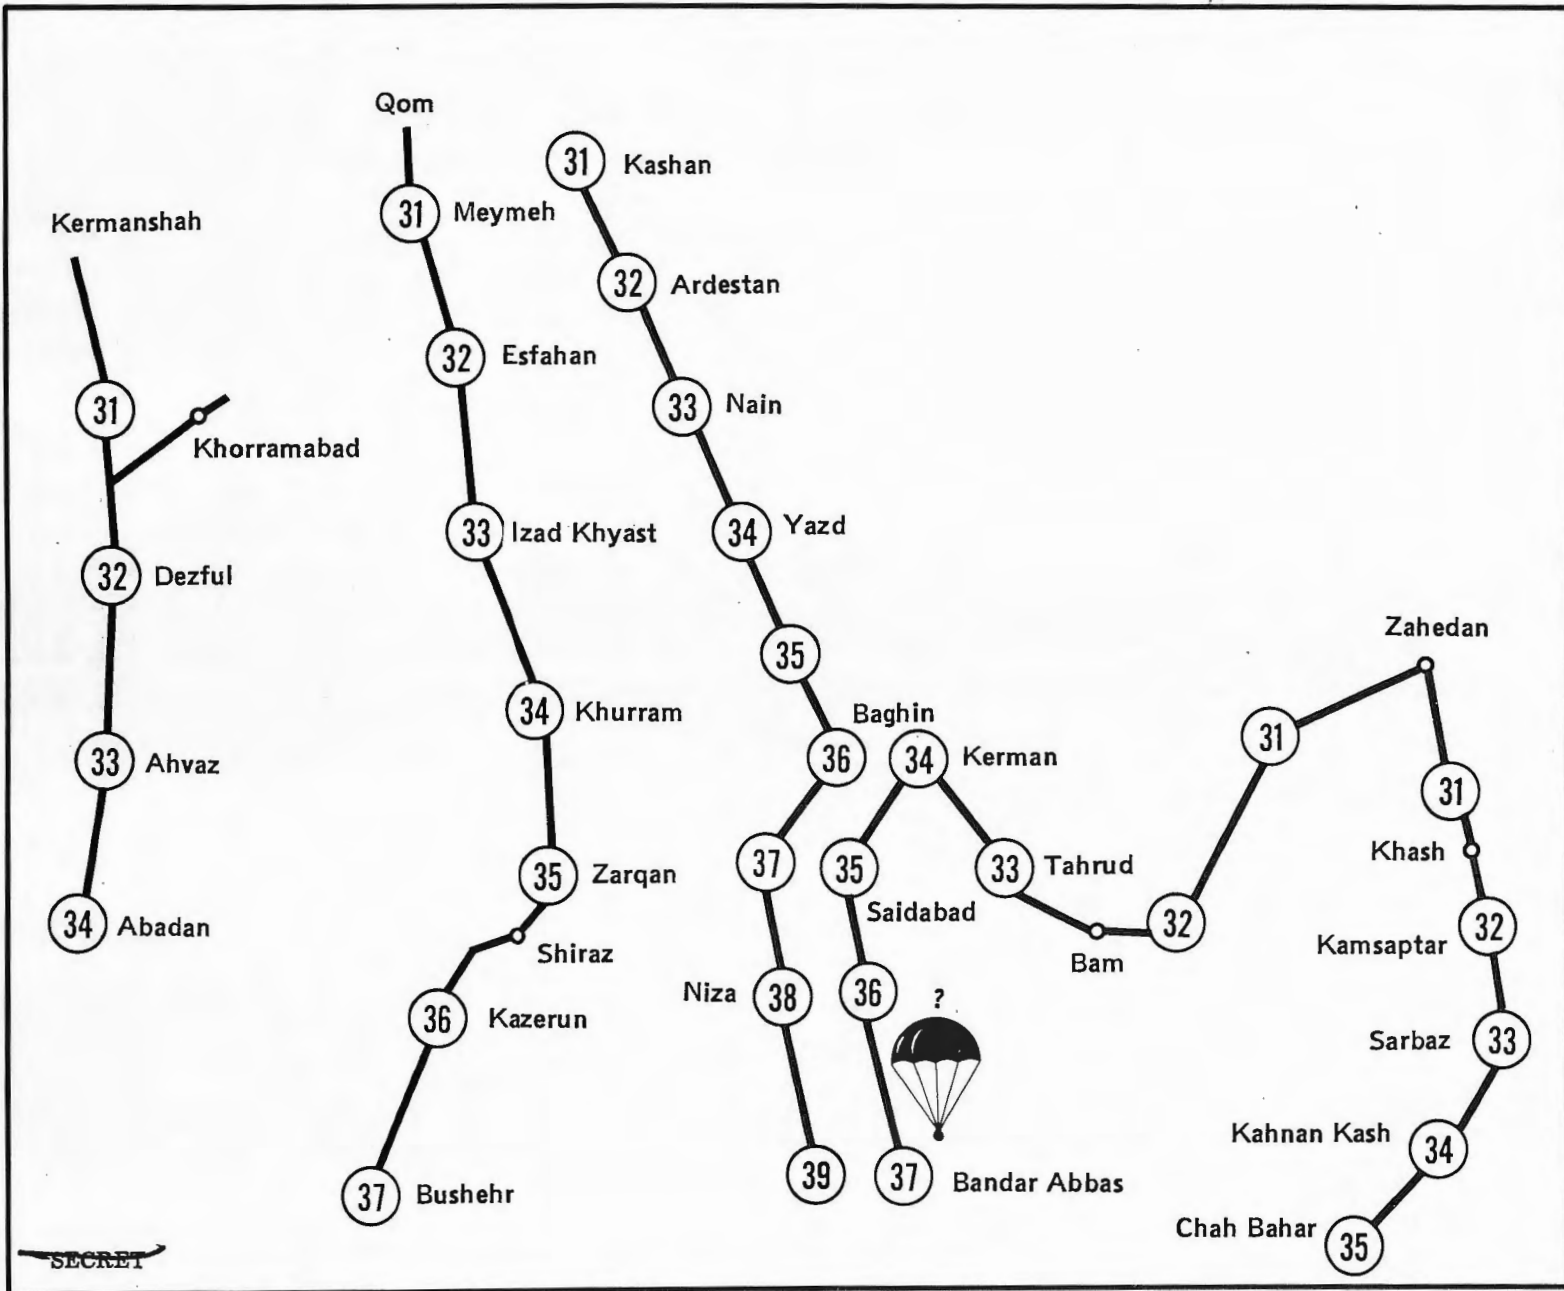 Qom
31 Kashan
31 Meymeh
Kermanshah
32 Ardestan
32 Esfahan
31
33 Nain
Khorramabad
34 Yazd
33 Izad Khyast
32 Dezful
Zahedan
35
34 Khurram
Baghin
31
36
34 Kerman
33 Ahvaz
31
Khash
37
35
33 Tahrud
35 Zarqan
Saidabad
32
34 Abadan
Kamsaptar 32
Shiraz
Bam
Niza 38
36
?
36 Kazerun
Sarbaz 33
Kahnan Kash 34
39
37 Bandar Abbas
37 Bushehr
Chah Bahar 35
SECRET